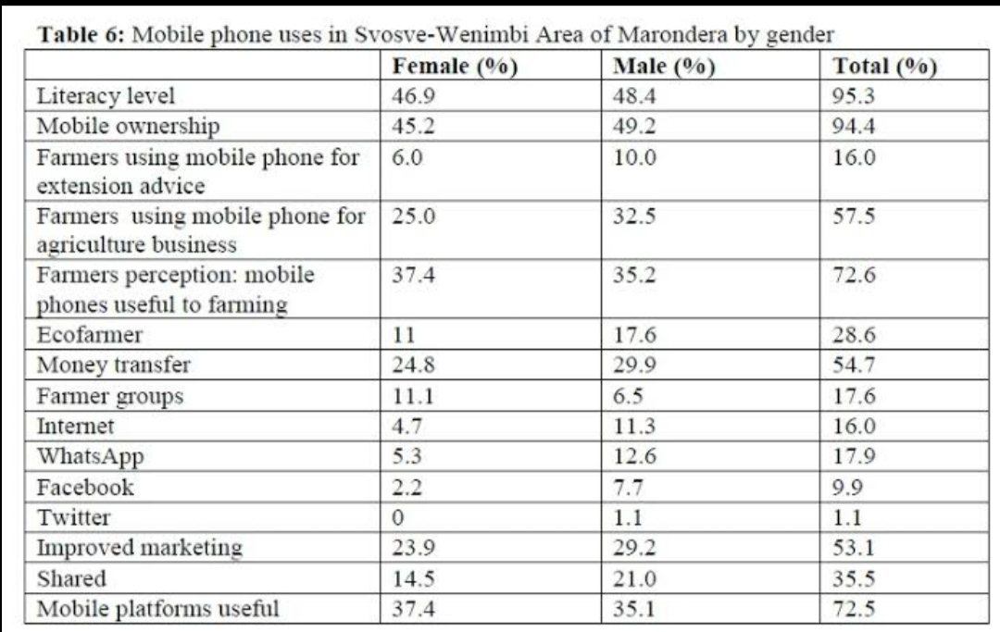 Table 6: Mobile phone uses in Svosve-Wenimbi Area of Marondera by gender
Female (%) Male (%) Total (%)
Literacy level 46.9 48.4 95.3
Mobile ownership 45.2 49.2 94.4
Farmers using mobile phone for 6.0 10.0 16.0
extension advice
Farmers using mobile phone for 25.0 32.5 57.5
agriculture business
Farmers perception: mobile 37.4 35.2 72.6
phones useful to farming
Ecofarmer 11 17.6 28.6
Money transfer 24.8 29.9 54.7
Farmer groups 11.1 6.5 17.6
Internet 4.7 11.3 16.0
WhatsApp 5.3 12.6 17.9
Facebook 2.2 7.7 9.9
Twitter 0 1.1 1.1
Improved marketing 23.9 29.2 53.1
Shared 14.5 21.0 35.5
Mobile platforms useful 37.4 35.1 72.5